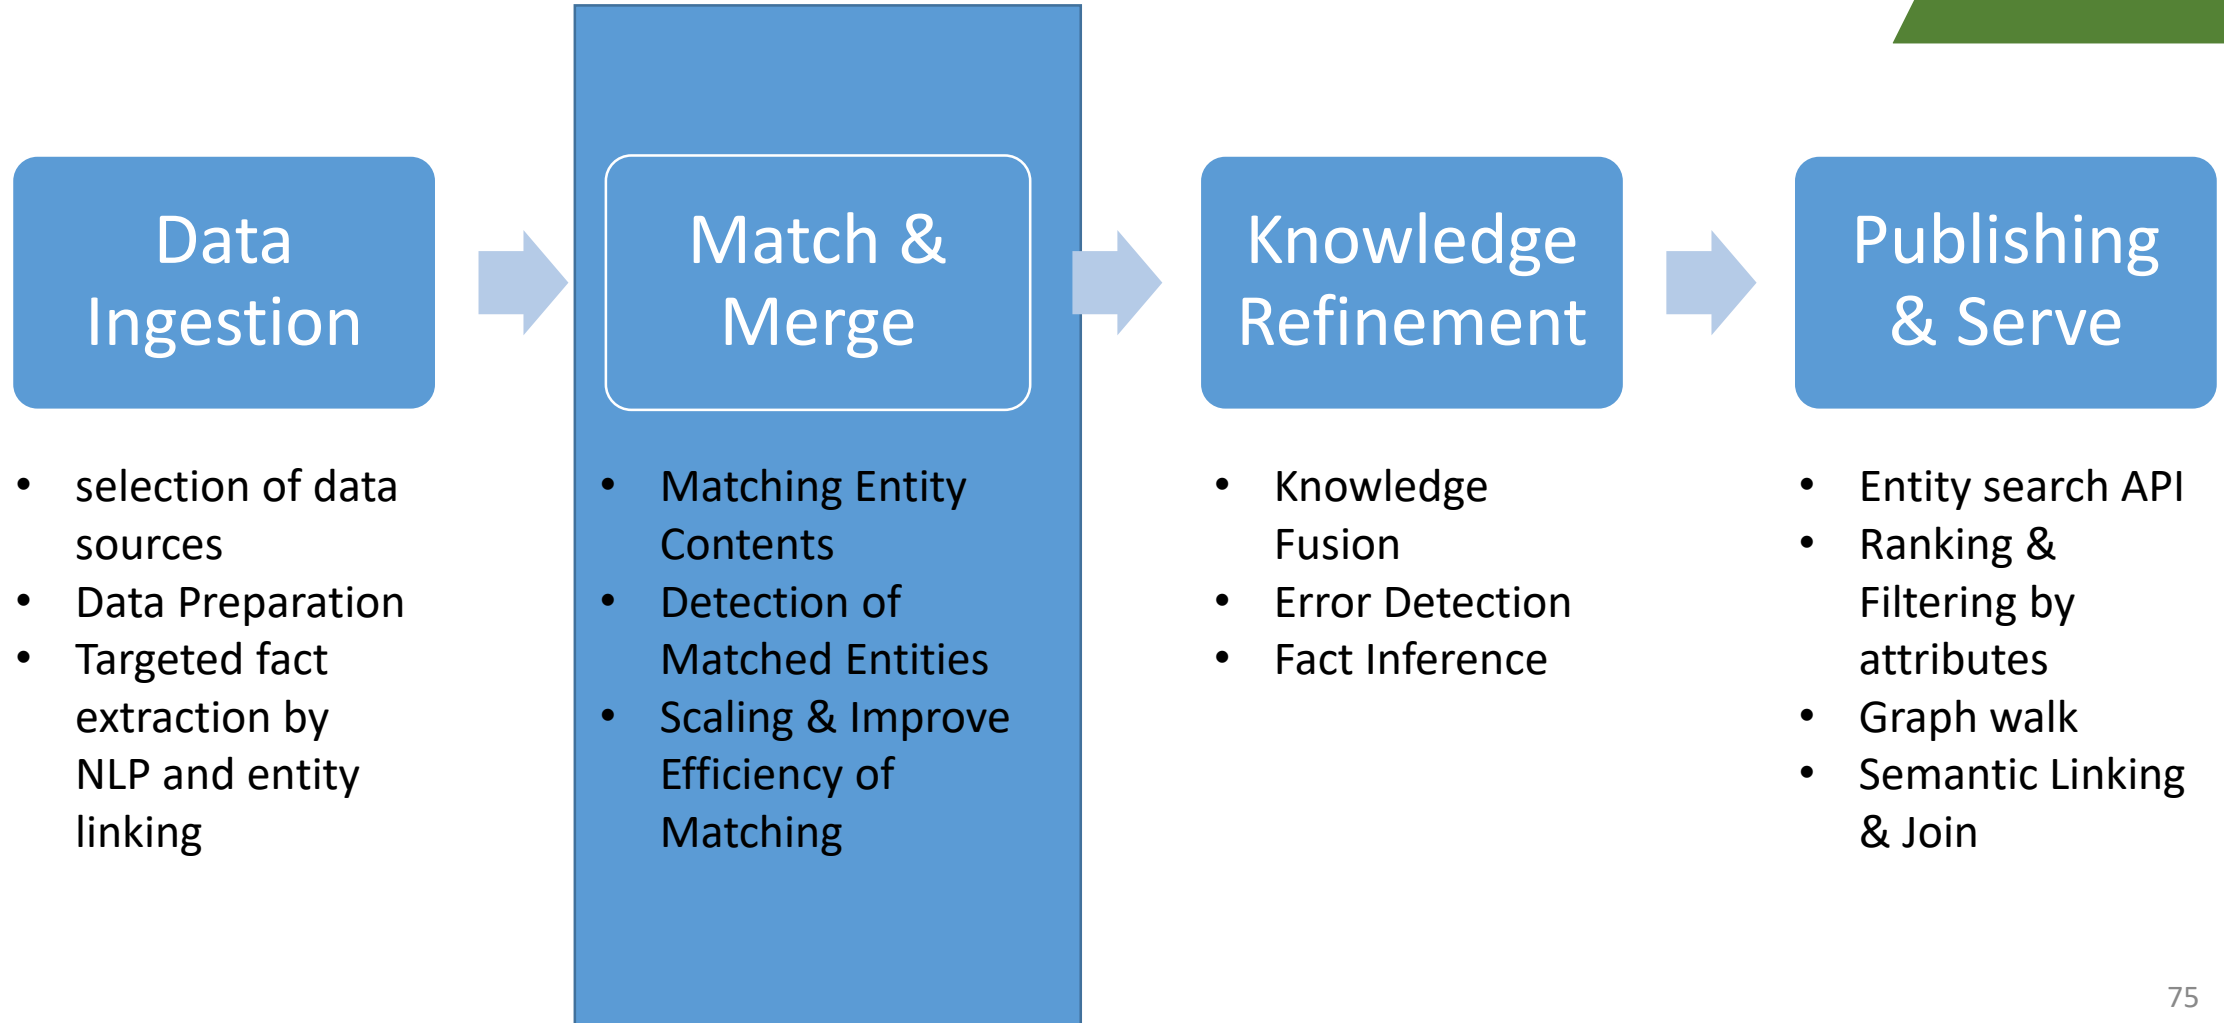 Data
Ingestion
• selection of data
sources
• Data Preparation
• Targeted fact
extraction by
NLP and entity
linking
Match &
Merge
• Matching Entity
Contents
• Detection of
Matched Entities
• Scaling & Improve
Efficiency of
Matching
Knowledge
Refinement
• Knowledge
Fusion
• Error Detection
• Fact Inference
Publishing
& Serve
• Entity search API
• Ranking &
Filtering by
attributes
• Graph walk
• Semantic Linking
& Join
75